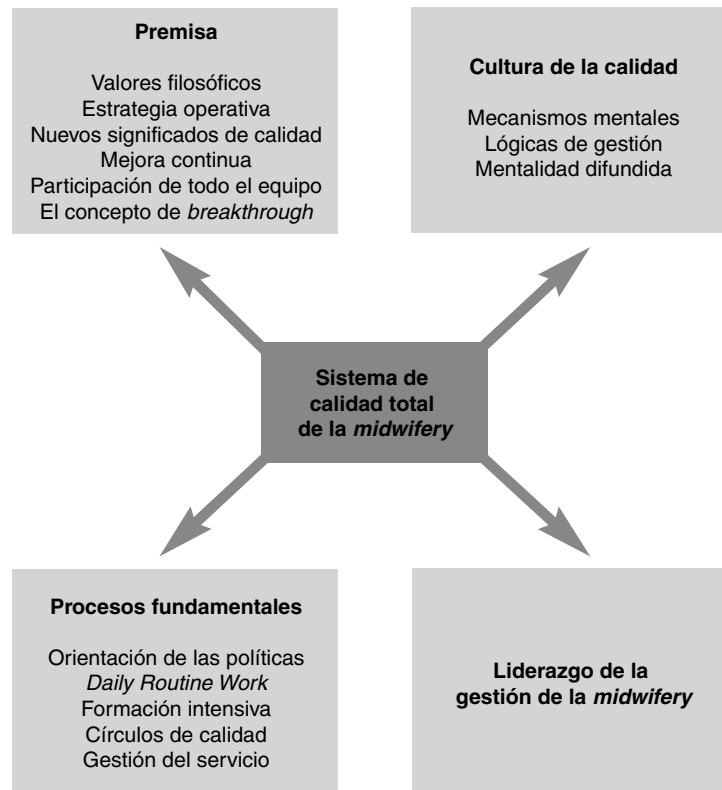 Premisa
Valores filosóficos
Estrategia operativa
Nuevos significados de calidad
Mejora continua
Participación de todo el equipo
El concepto de breakthrough
Cultura de la calidad
Mecanismos mentales
Lógicas de gestión
Mentalidad difundida
Sistema de
calidad total
de la midwifery
Procesos fundamentales
Orientación de las políticas
Daily Routine Work
Formación intensiva
Círculos de calidad
Gestión del servicio
Liderazgo de la
gestión de la midwifery